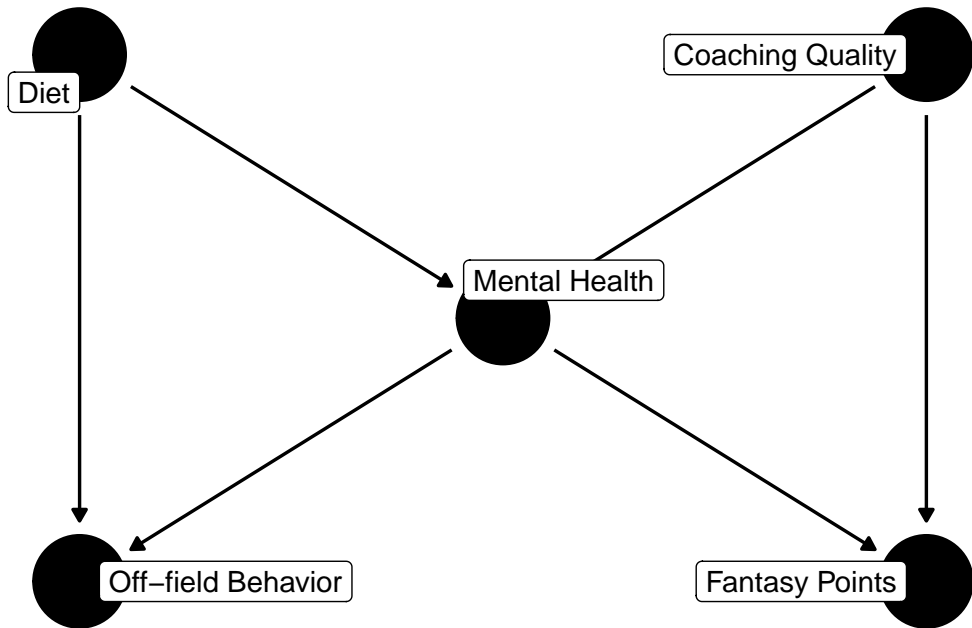 Coaching Quality
Diet
Mental Health
Off−field Behavior
Fantasy Points